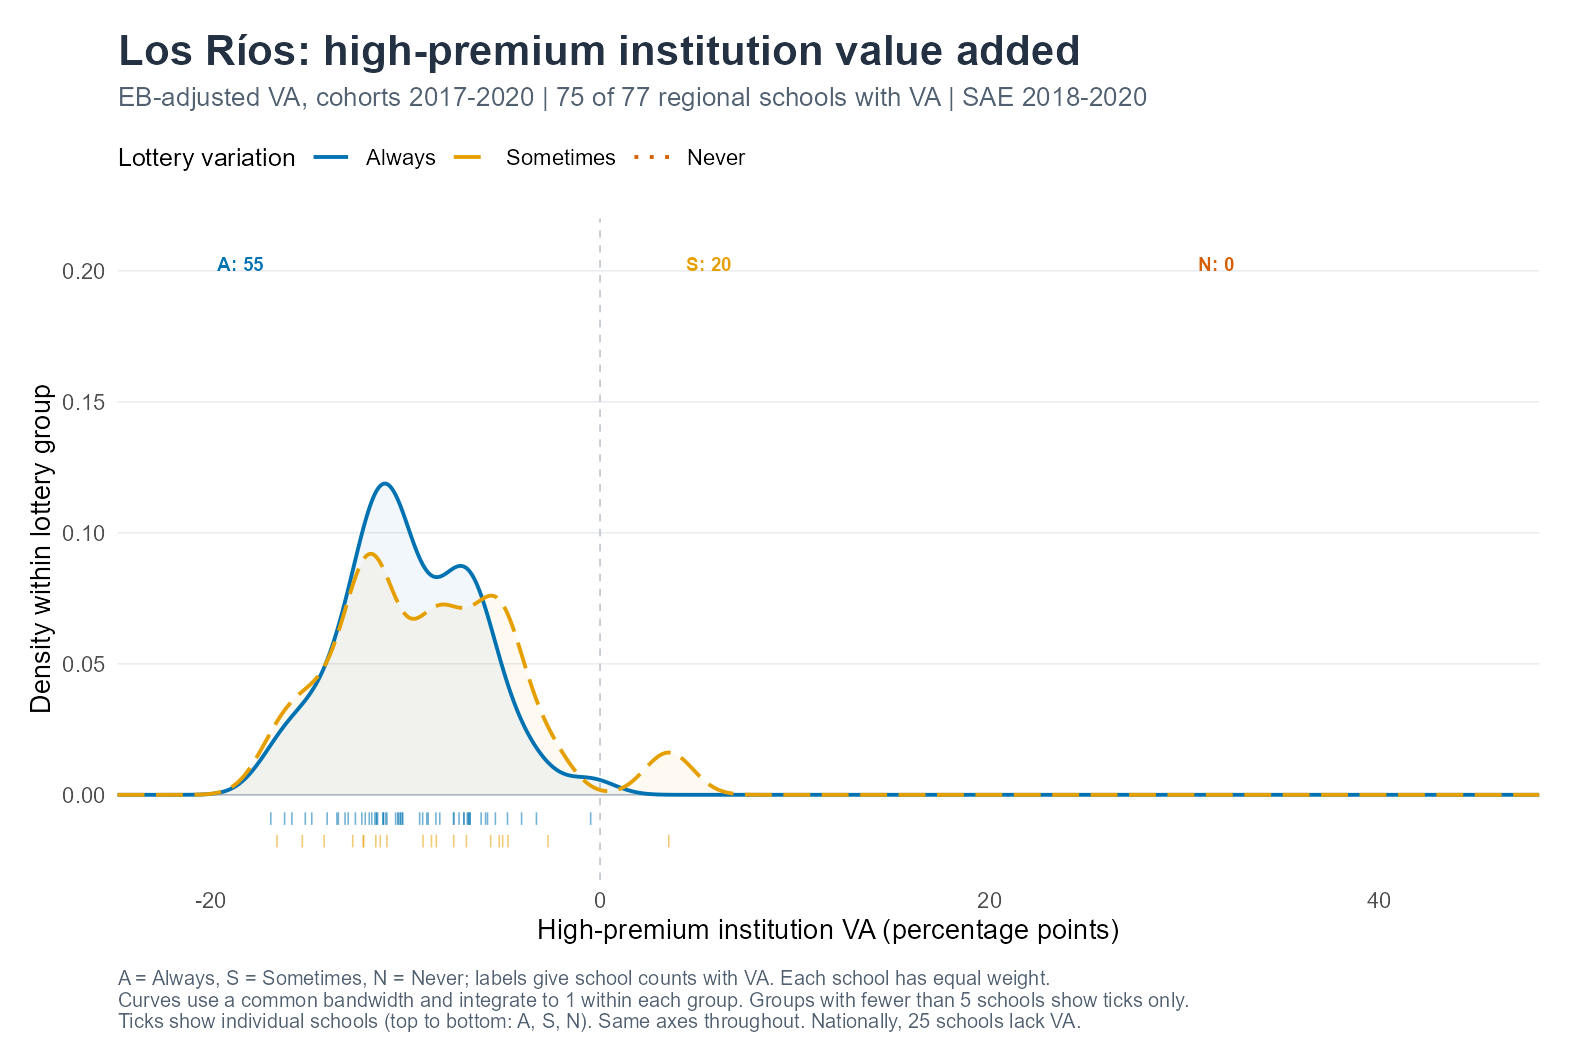 Los Ríos: high-premium institution value added
EB-adjusted VA, cohorts 2017-2020 | 75 of 77 regional schools with VA | SAE 2018-2020
Lottery variation Always Sometimes Never
A: 55 S: 20 N: 0
0.20
0.15
0.10
0.05
0.00
Density within lottery group
-20 0 20 40
High-premium institution VA (percentage points)
A = Always, S = Sometimes, N = Never; labels give school counts with VA. Each school has equal weight.
Curves use a common bandwidth and integrate to 1 within each group. Groups with fewer than 5 schools show ticks only.
Ticks show individual schools (top to bottom: A, S, N). Same axes throughout. Nationally, 25 schools lack VA.